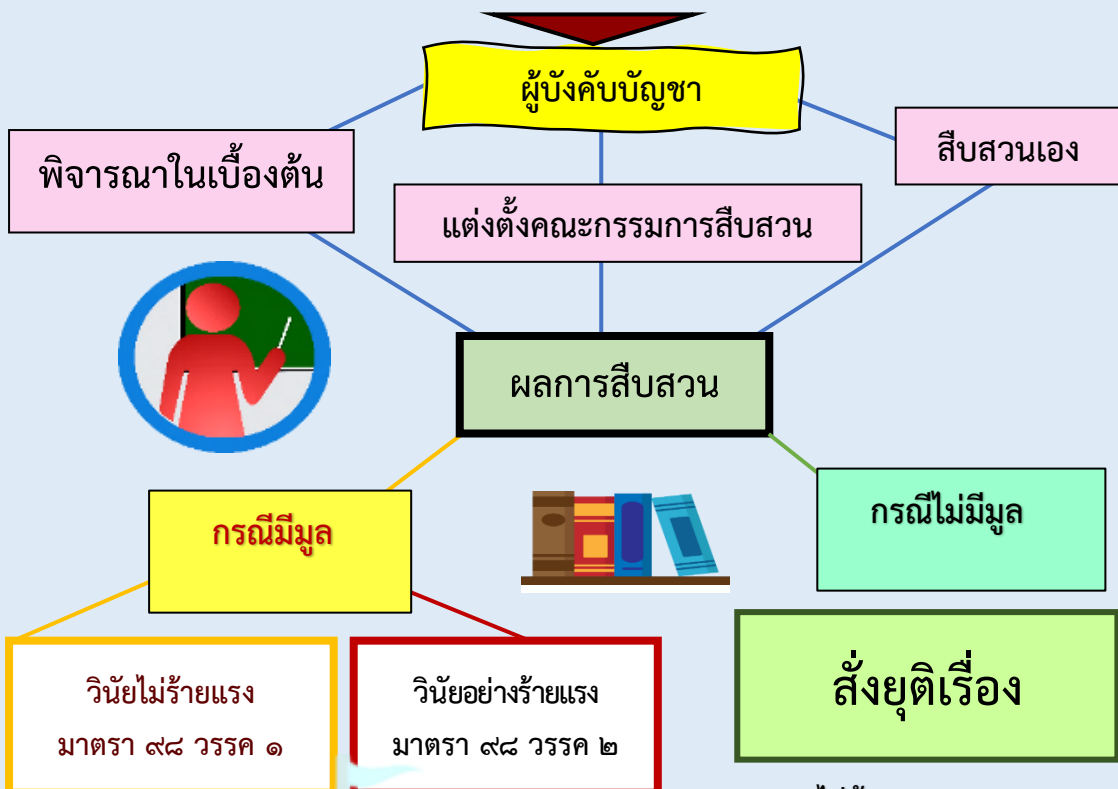 ผู้บังคับบัญชา
พิจารณาในเบื้องต้น
สืบสวนเอง
แต่งตั้งคณะกรรมการสืบสวน
ผลการสืบสวน
กรณีมีมูล
กรณีไม่มีมูล
วินัยไม่ร้ายแรง
มาตรา ๙๘ วรรค ๑
วินัยอย่างร้ายแรง
มาตรา ๙๘ วรรค ๒
สั่งยุติเรื่อง